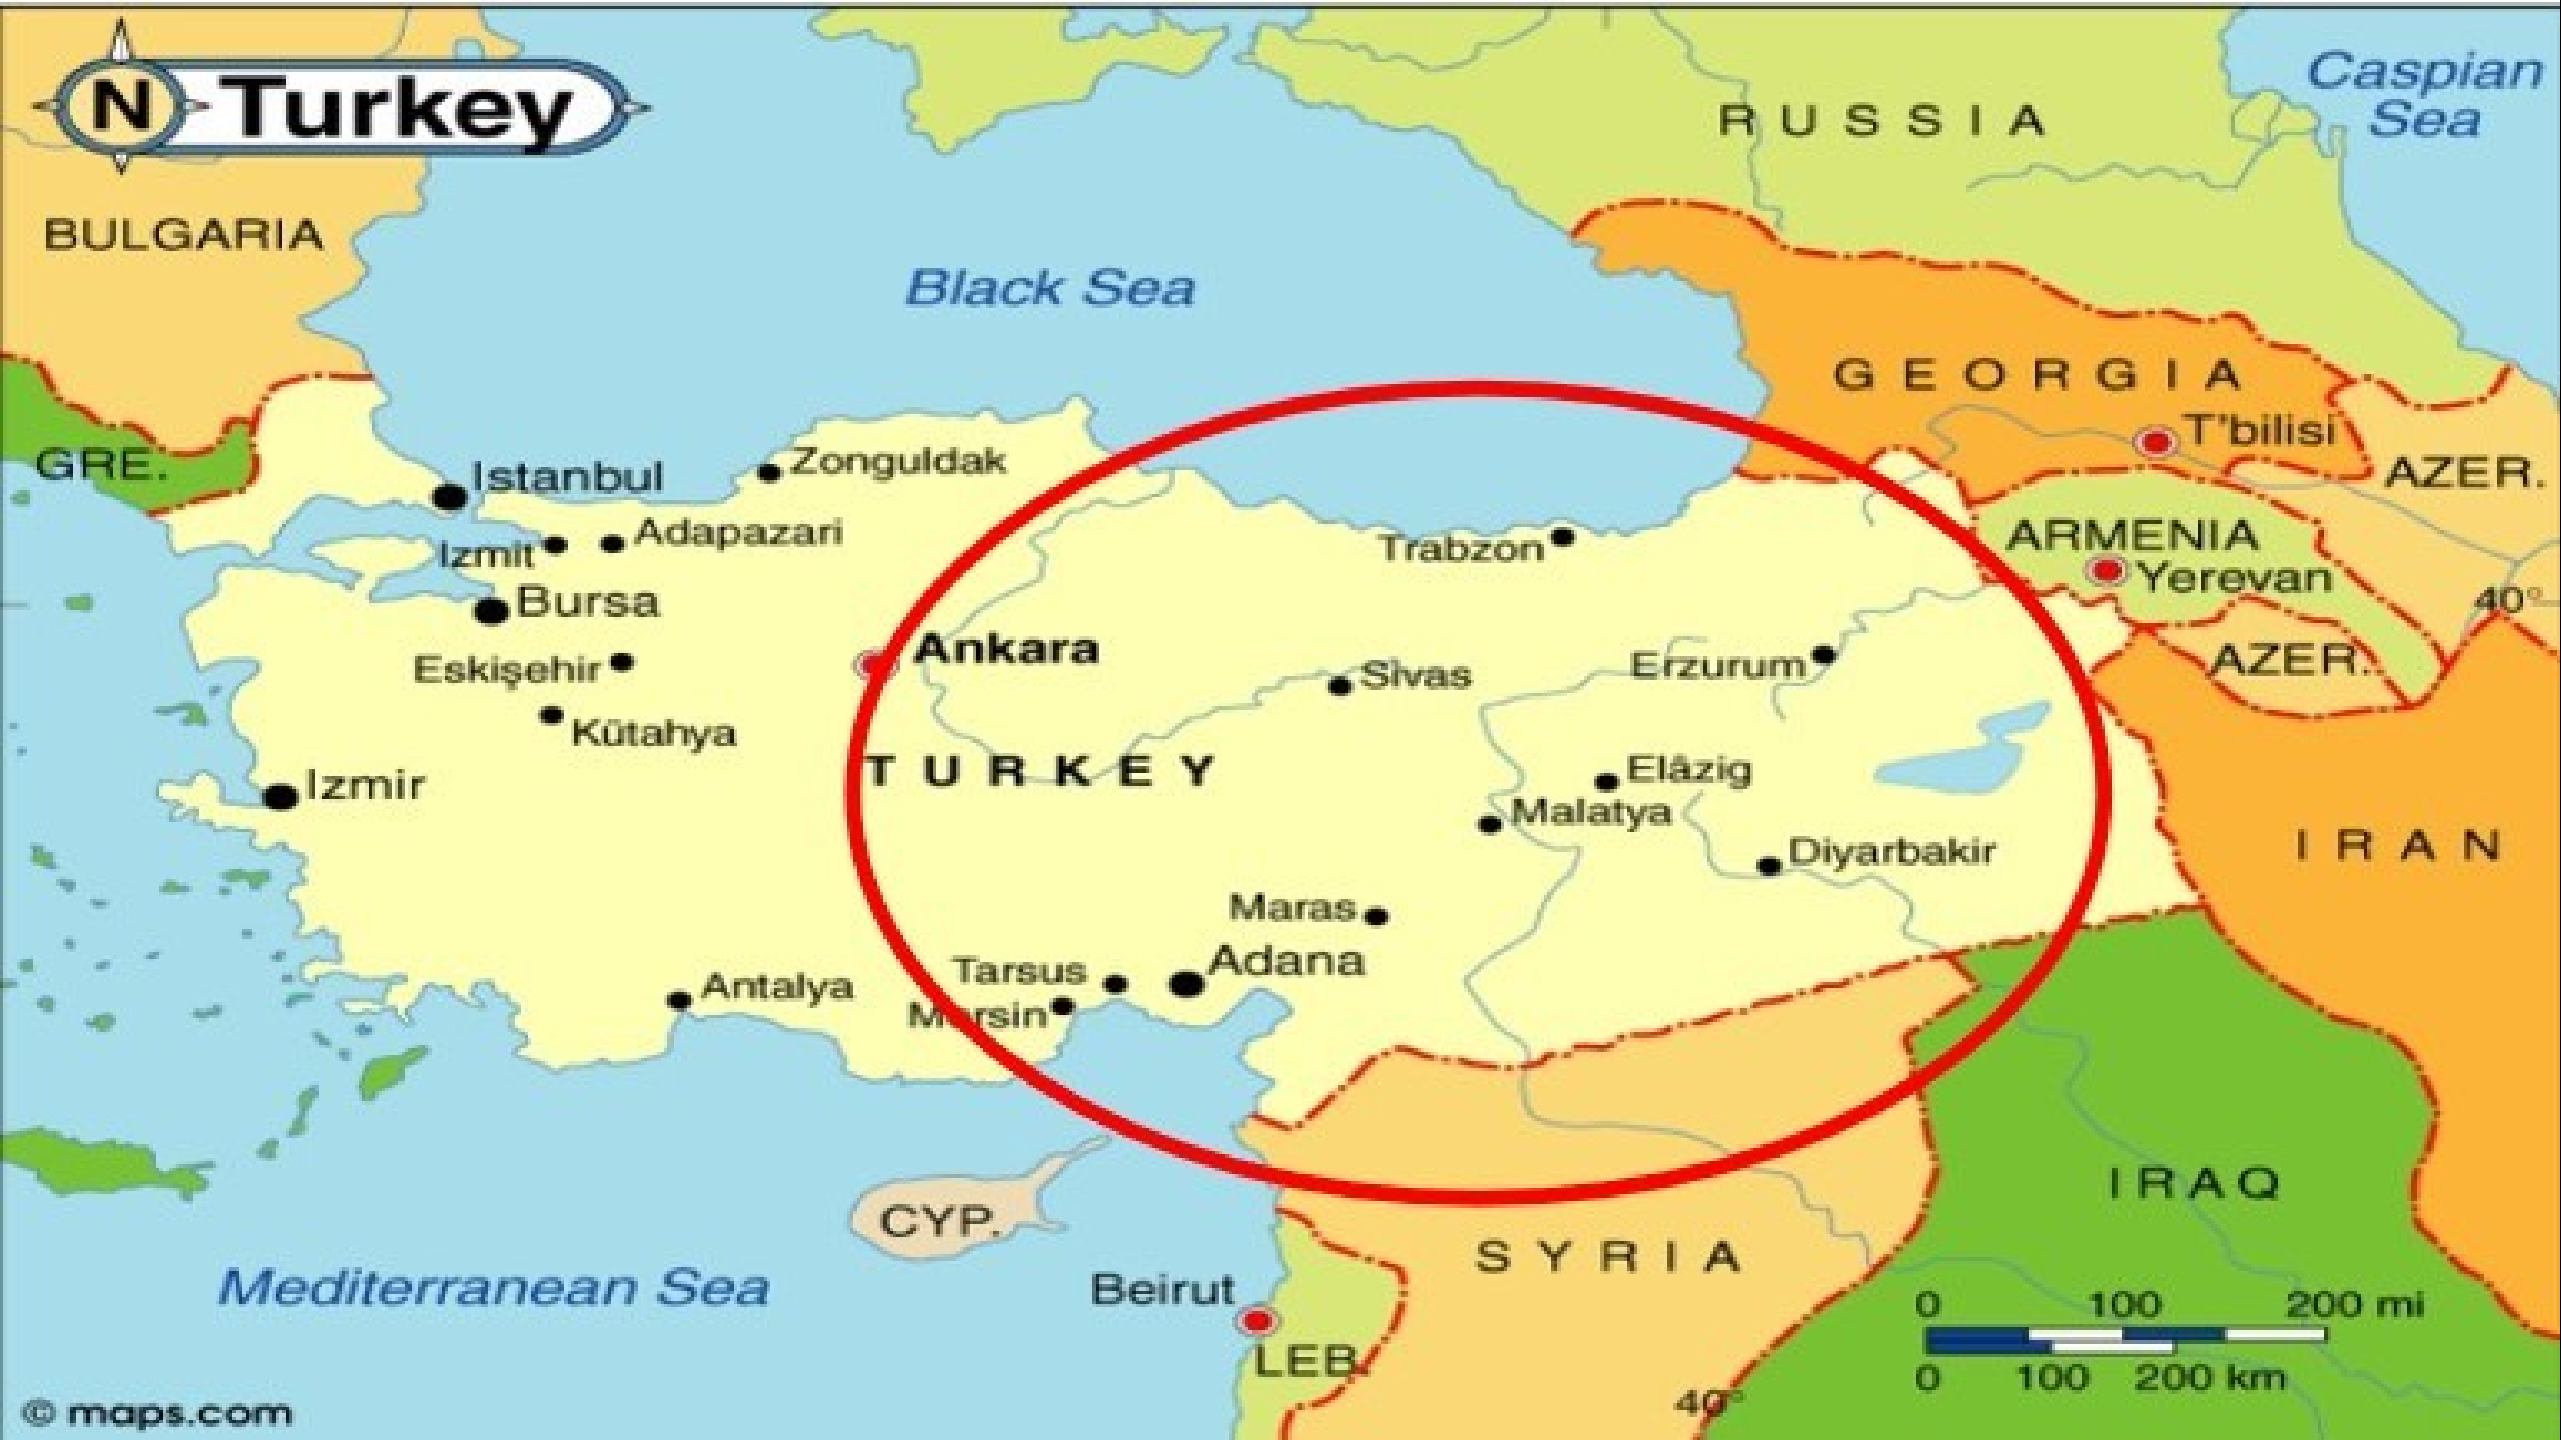 N Turkey
Caspian
Sea
RUSSIA
BULGARIA
Black Sea
GEORGIA
T'bilisi
GRE.
Istanbul
Zonguldak
AZER.
Izmit
Adapazari
Trabzon
ARMENIA
Yerevan
40°
Bursa
Ankara
Eskişehir
Sivas
Erzurum
AZER.
Kütahya
TURKEY
Izmir
Elâzig
Malatya
IRAN
Diyarbakir
Maras
Adana
Tarsus
Antalya
Mersin
IRAQ
CYP.
SYRIA
Mediterranean Sea
Beirut
LEB.
0 100 200 mi
0 100 200 km
40°
© maps.com